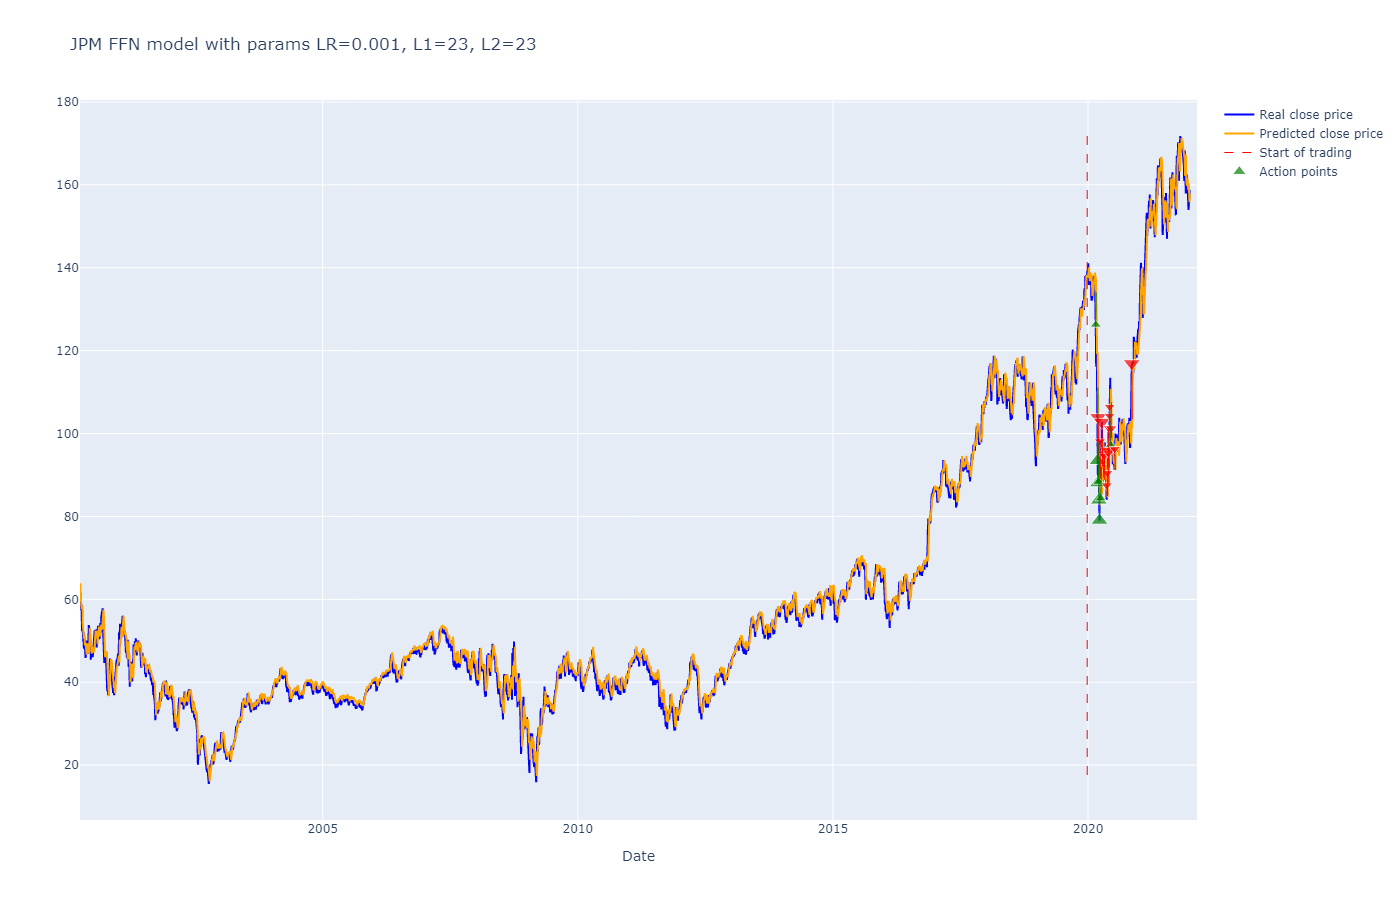 JPM FFN model with params LR=0.001, L1=23, L2=23
180
160
140
120
100
80
60
40
20
2005
2010
2015
2020
Date
Real close price
Predicted close price
Start of trading
Action points